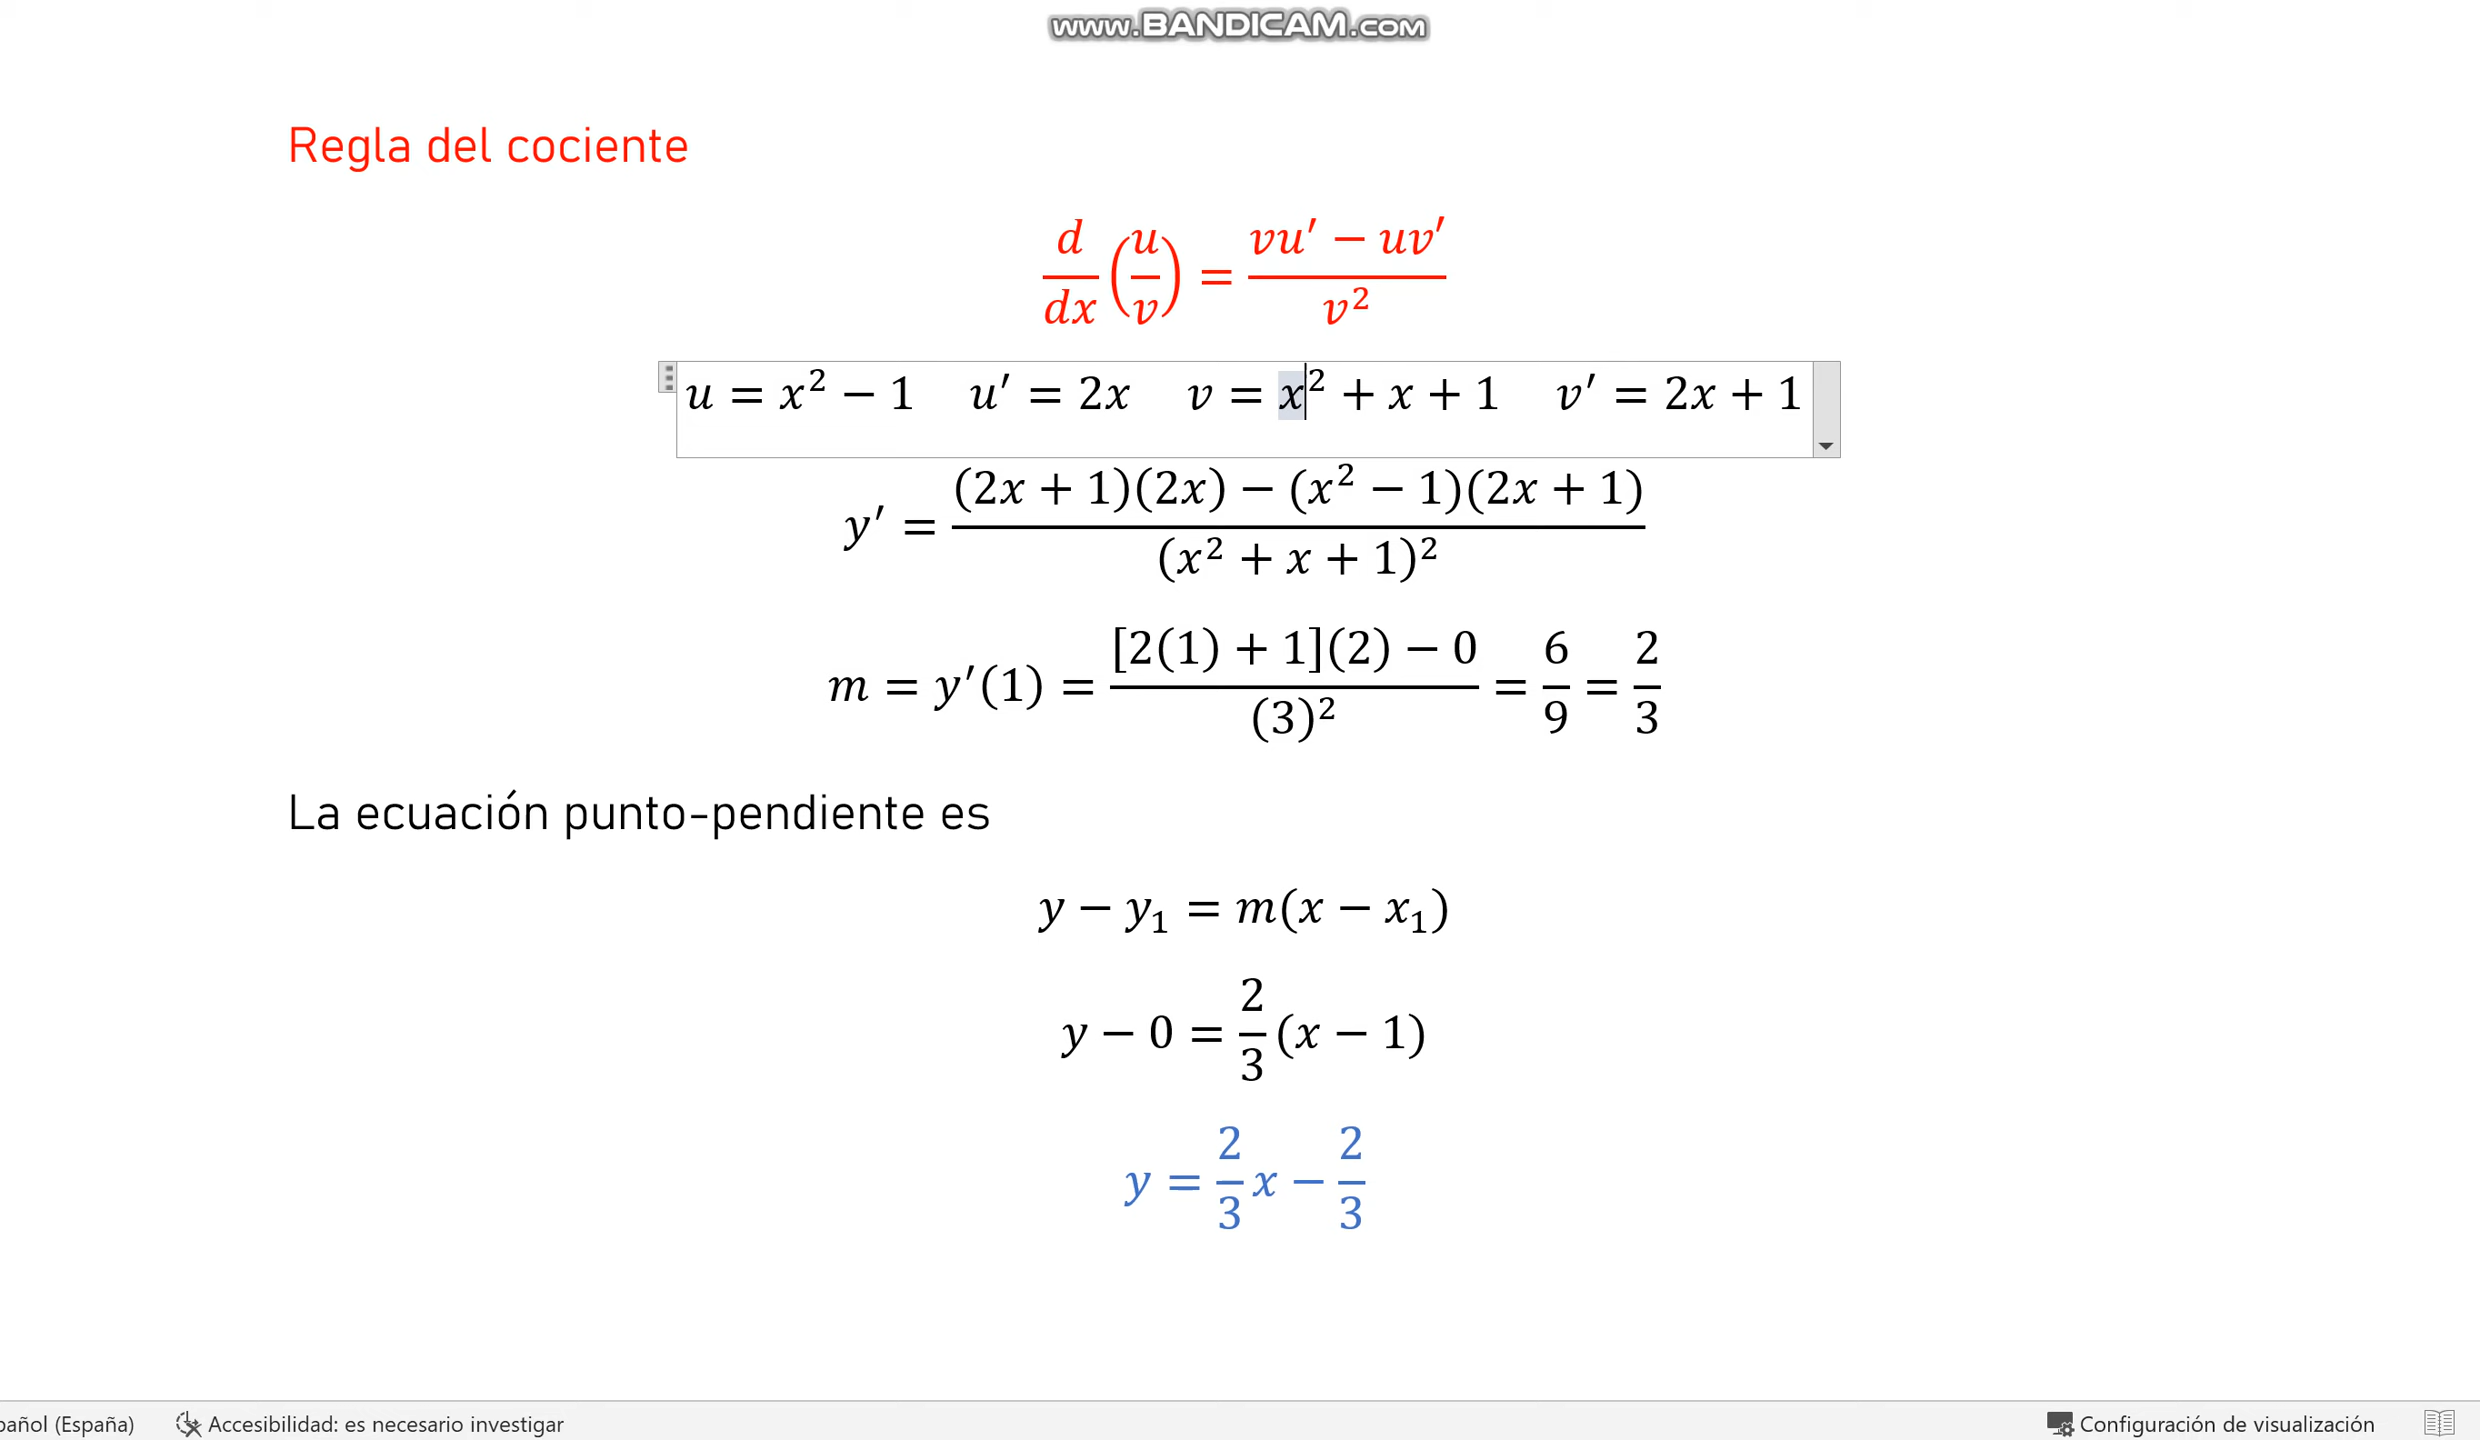 www.BANDICAM.com
Regla del cociente
d/dx (u/v) = (vu′ − uv′)/v²
u = x² − 1 u′ = 2x v = x² + x + 1 v′ = 2x + 1
y′ = ((2x + 1)(2x) − (x² − 1)(2x + 1))/(x² + x + 1)²
m = y′(1) = ([2(1) + 1](2) − 0)/(3)² = 6/9 = 2/3
La ecuación punto-pendiente es
y − y₁ = m(x − x₁)
y − 0 = 2/3 (x − 1)
y = 2/3 x − 2/3
pañol (España) Accesibilidad: es necesario investigar Configuración de visualización